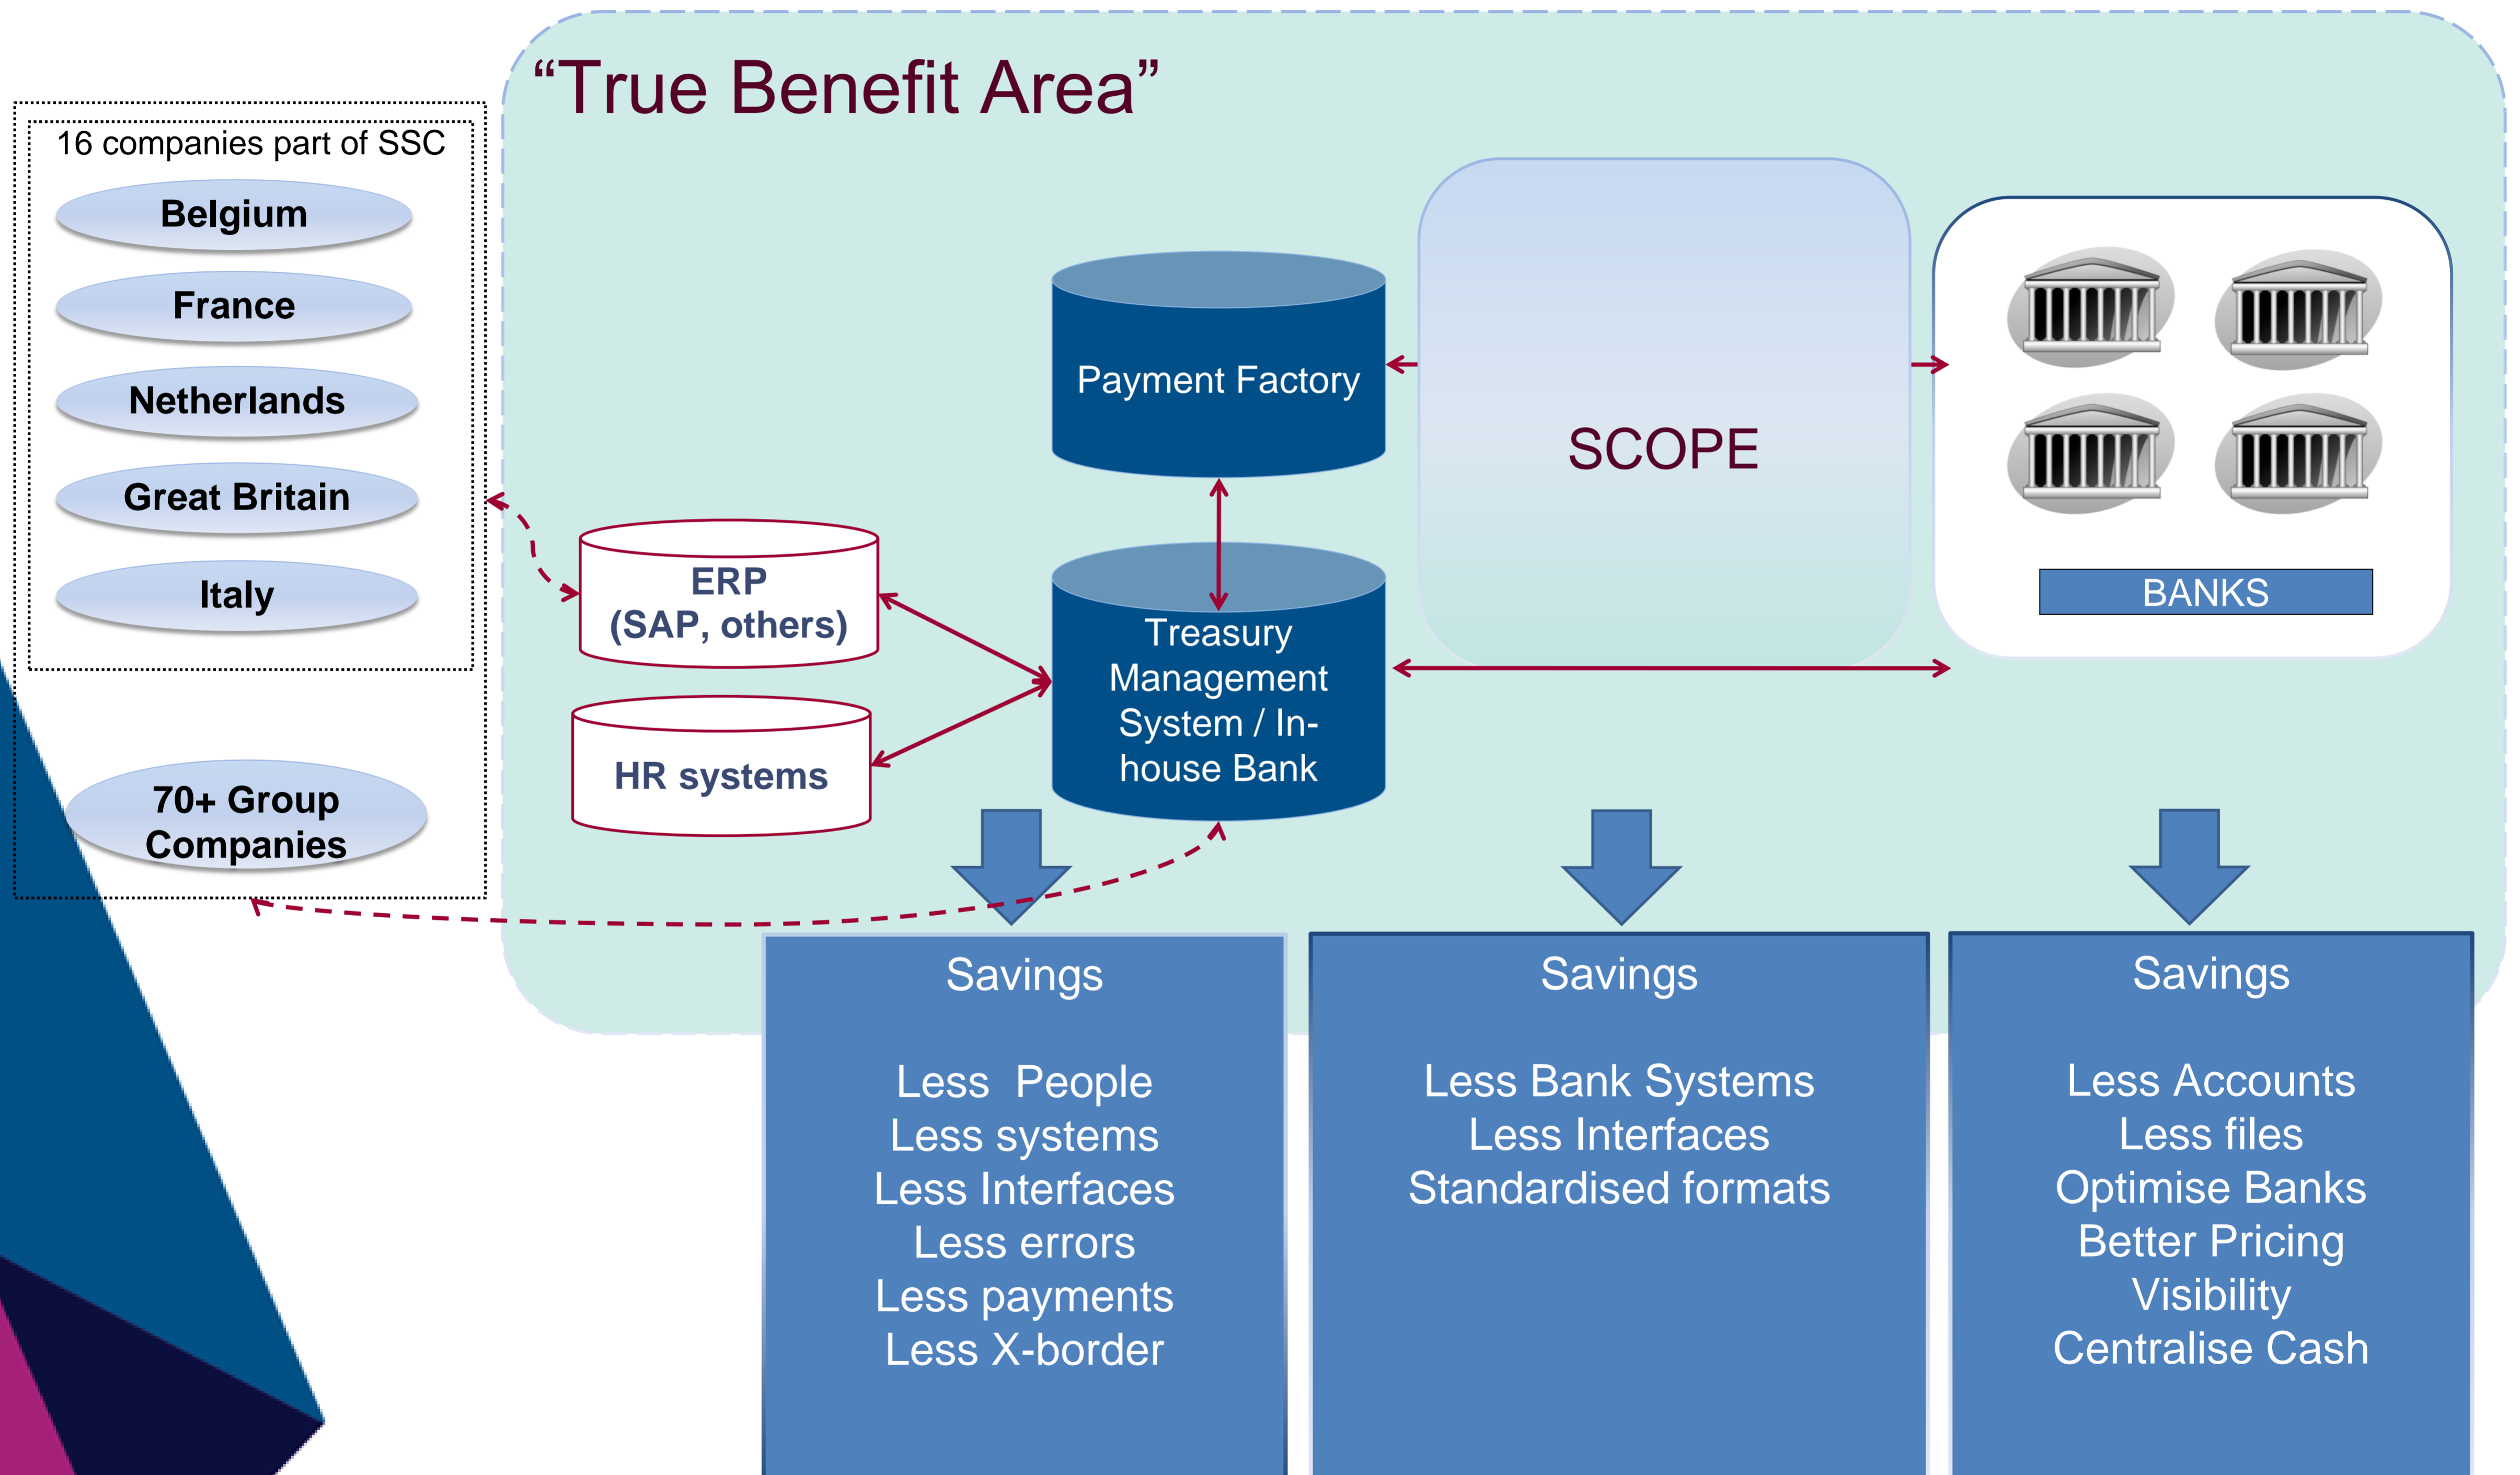 “True Benefit Area”
16 companies part of SSC
Belgium
France
Netherlands
Great Britain
Italy
70+ Group
Companies
ERP
(SAP, others)
HR systems
Payment Factory
Treasury
Management
System / In-
house Bank
SCOPE
BANKS
Savings
Less  People
Less systems
Less Interfaces
Less errors
Less payments
Less X-border
Savings
Less Bank Systems
Less Interfaces
Standardised formats
Savings
Less Accounts
Less files
Optimise Banks
Better Pricing
Visibility
Centralise Cash